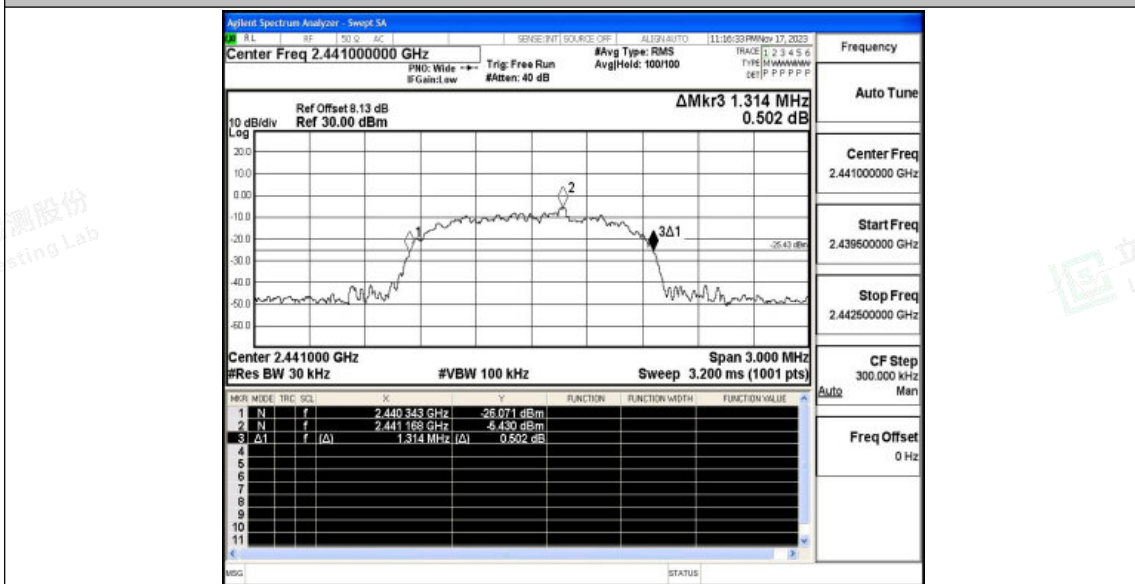 Agilent Spectrum Analyzer - Swept SA
RL RF 50 Ω AC SENSE:INT SOURCE OFF ALIGNAUTO 11:16:33 PM Nov 17, 2023
Center Freq 2.441000000 GHz
PNO: Wide
IFGain:Low
Trig: Free Run
#Atten: 40 dB
#Avg Type: RMS
Avg|Hold: 100/100
TRACE 1 2 3 4 5 6
TYPE MWWWWW
DET P P P P P P
Ref Offset 8.13 dB
10 dB/div Ref 30.00 dBm
Log
ΔMkr3 1.314 MHz
0.502 dB
20.0
10.0
0.00
-10.0
-20.0
-30.0
-40.0
-50.0
-60.0
1
2
3Δ1
-25.43 dBm
Center 2.441000 GHz Span 3.000 MHz
#Res BW 30 kHz #VBW 100 kHz Sweep 3.200 ms (1001 pts)
MKR MODE TRC SCL X Y FUNCTION FUNCTION WIDTH FUNCTION VALUE
1 N f 2.440 343 GHz -26.071 dBm
2 N f 2.441 168 GHz -5.430 dBm
3 Δ1 f (Δ) 1.314 MHz (Δ) 0.502 dB
4
5
6
7
8
9
10
11
MSG STATUS
Frequency
Auto Tune
Center Freq
2.441000000 GHz
Start Freq
2.439500000 GHz
Stop Freq
2.442500000 GHz
CF Step
300.000 kHz
Auto Man
Freq Offset
0 Hz
测股份
esting Lab
立